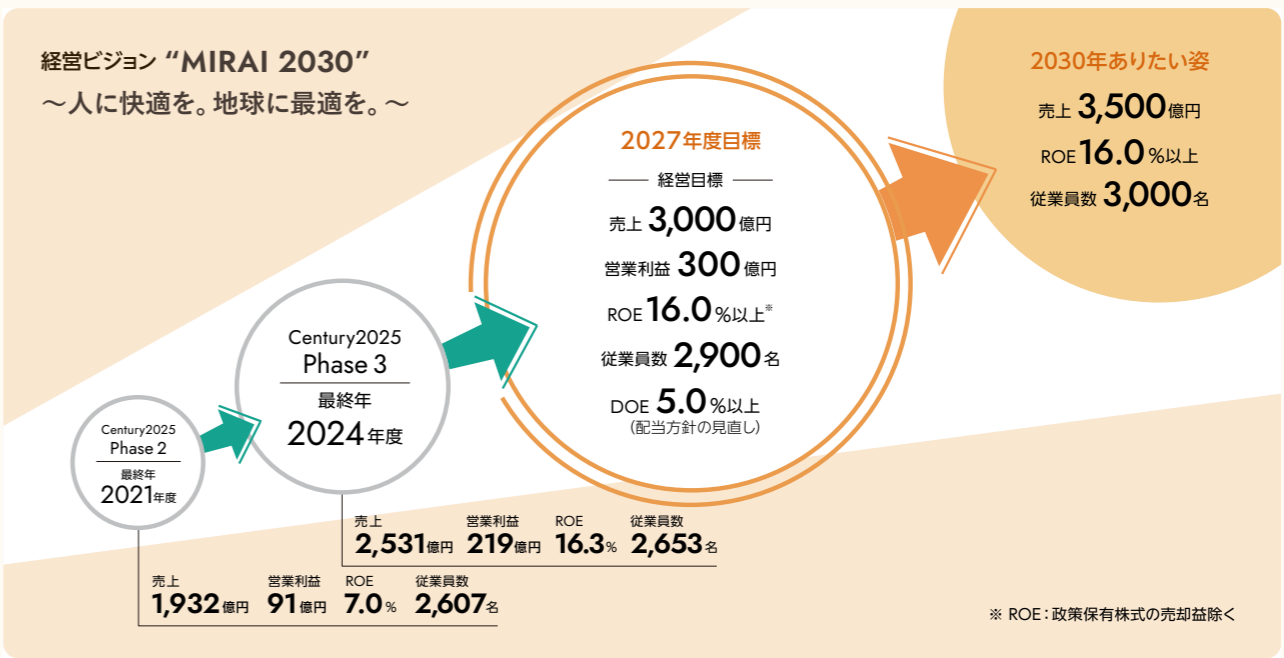 経営ビジョン “MIRAI 2030”
～人に快適を。地球に最適を。～
Century2025
Phase 2
最終年
2021年度
売上
1,932億円
営業利益
91億円
ROE
7.0%
従業員数
2,607名
Century2025
Phase 3
最終年
2024年度
売上
2,531億円
営業利益
219億円
ROE
16.3%
従業員数
2,653名
2027年度目標
経営目標
売上 3,000億円
営業利益 300億円
ROE 16.0%以上※
従業員数 2,900名
DOE 5.0%以上
(配当方針の見直し)
2030年ありたい姿
売上 3,500億円
ROE 16.0%以上
従業員数 3,000名
※ ROE：政策保有株式の売却益除く